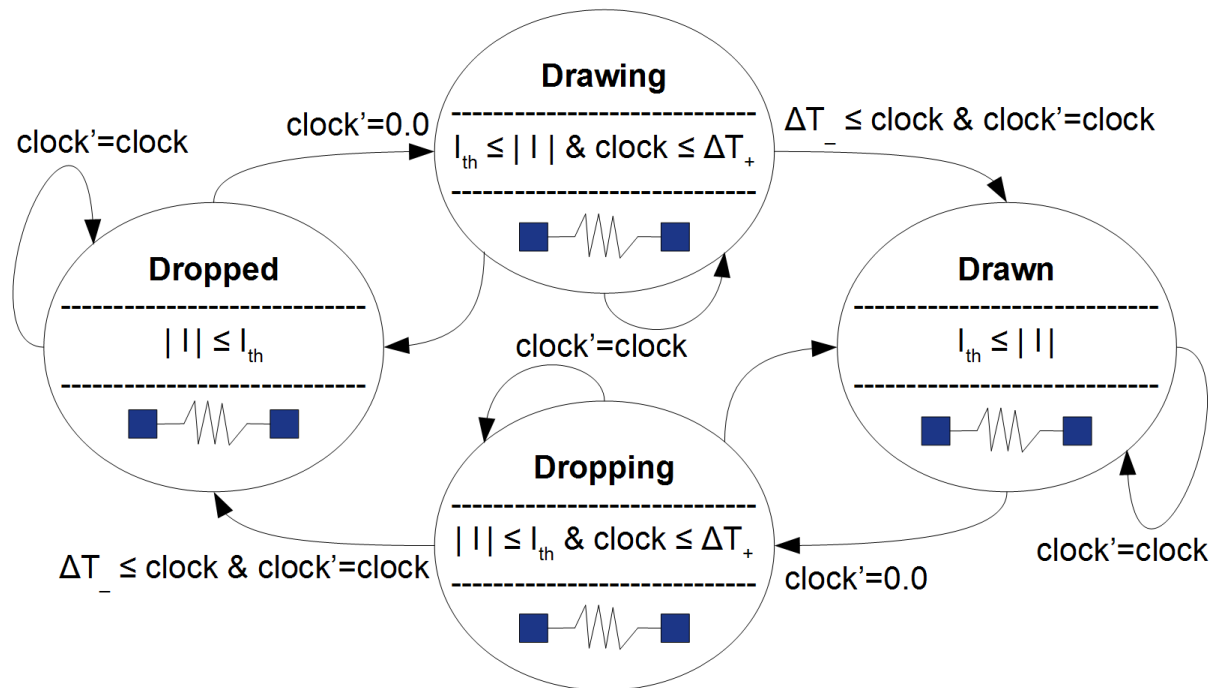 Drawing
I_th ≤ | I | & clock ≤ ΔT_+
clock’=0.0
ΔT_– ≤ clock & clock’=clock
clock’=clock
Dropped
| I | ≤ I_th
Drawn
I_th ≤ | I |
clock’=clock
Dropping
| I | ≤ I_th & clock ≤ ΔT_+
ΔT_– ≤ clock & clock’=clock
clock’=0.0
clock’=clock